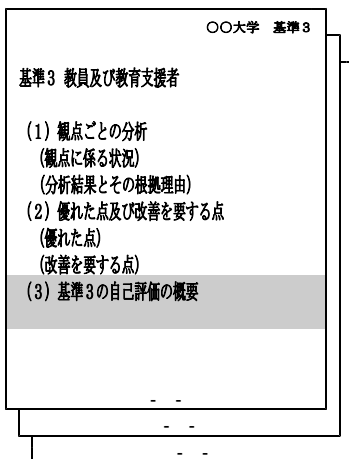 ○○大学 基準3
基準3 教員及び教育支援者
(1)観点ごとの分析
(観点に係る状況)
(分析結果とその根拠理由)
(2)優れた点及び改善を要する点
(優れた点)
(改善を要する点)
(3)基準3の自己評価の概要
- -
- -
- -